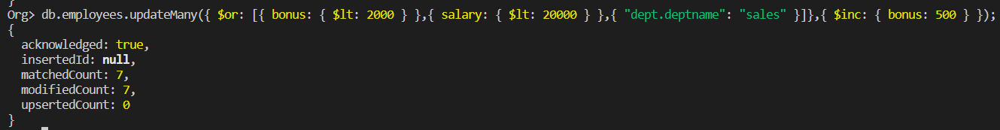 }
Org> db.employees.updateMany({ $or: [{ bonus: { $lt: 2000 } },{ salary: { $lt: 20000 } },{ "dept.deptname": "sales" }]},{ $inc: { bonus: 500 } });
{
  acknowledged: true,
  insertedId: null,
  matchedCount: 7,
  modifiedCount: 7,
  upsertedCount: 0
}